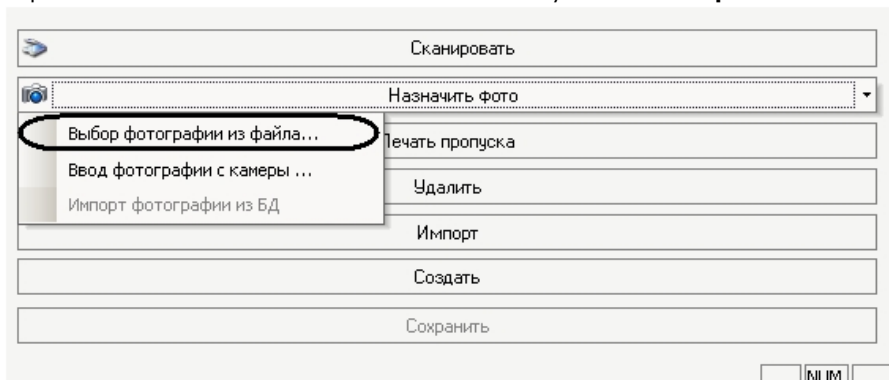 Сканировать
Назначить фото
Выбор фотографии из файла...
Печать пропуска
Ввод фотографии с камеры ...
Удалить
Импорт фотографии из БД
Импорт
Создать
Сохранить
NUM